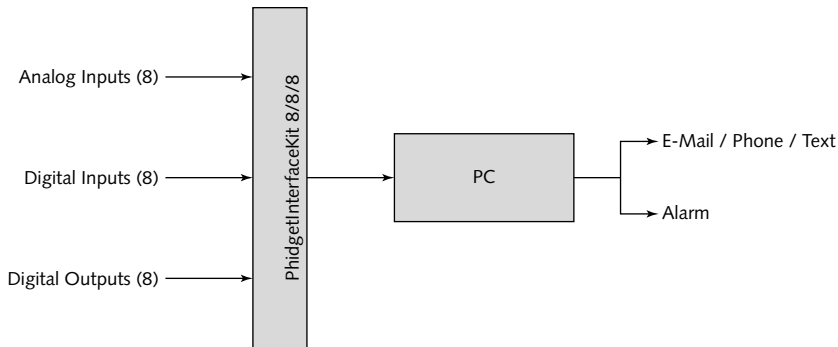 Analog Inputs (8)
Digital Inputs (8)
Digital Outputs (8)
PhidgetInterfaceKit 8/8/8
PC
E-Mail / Phone / Text
Alarm